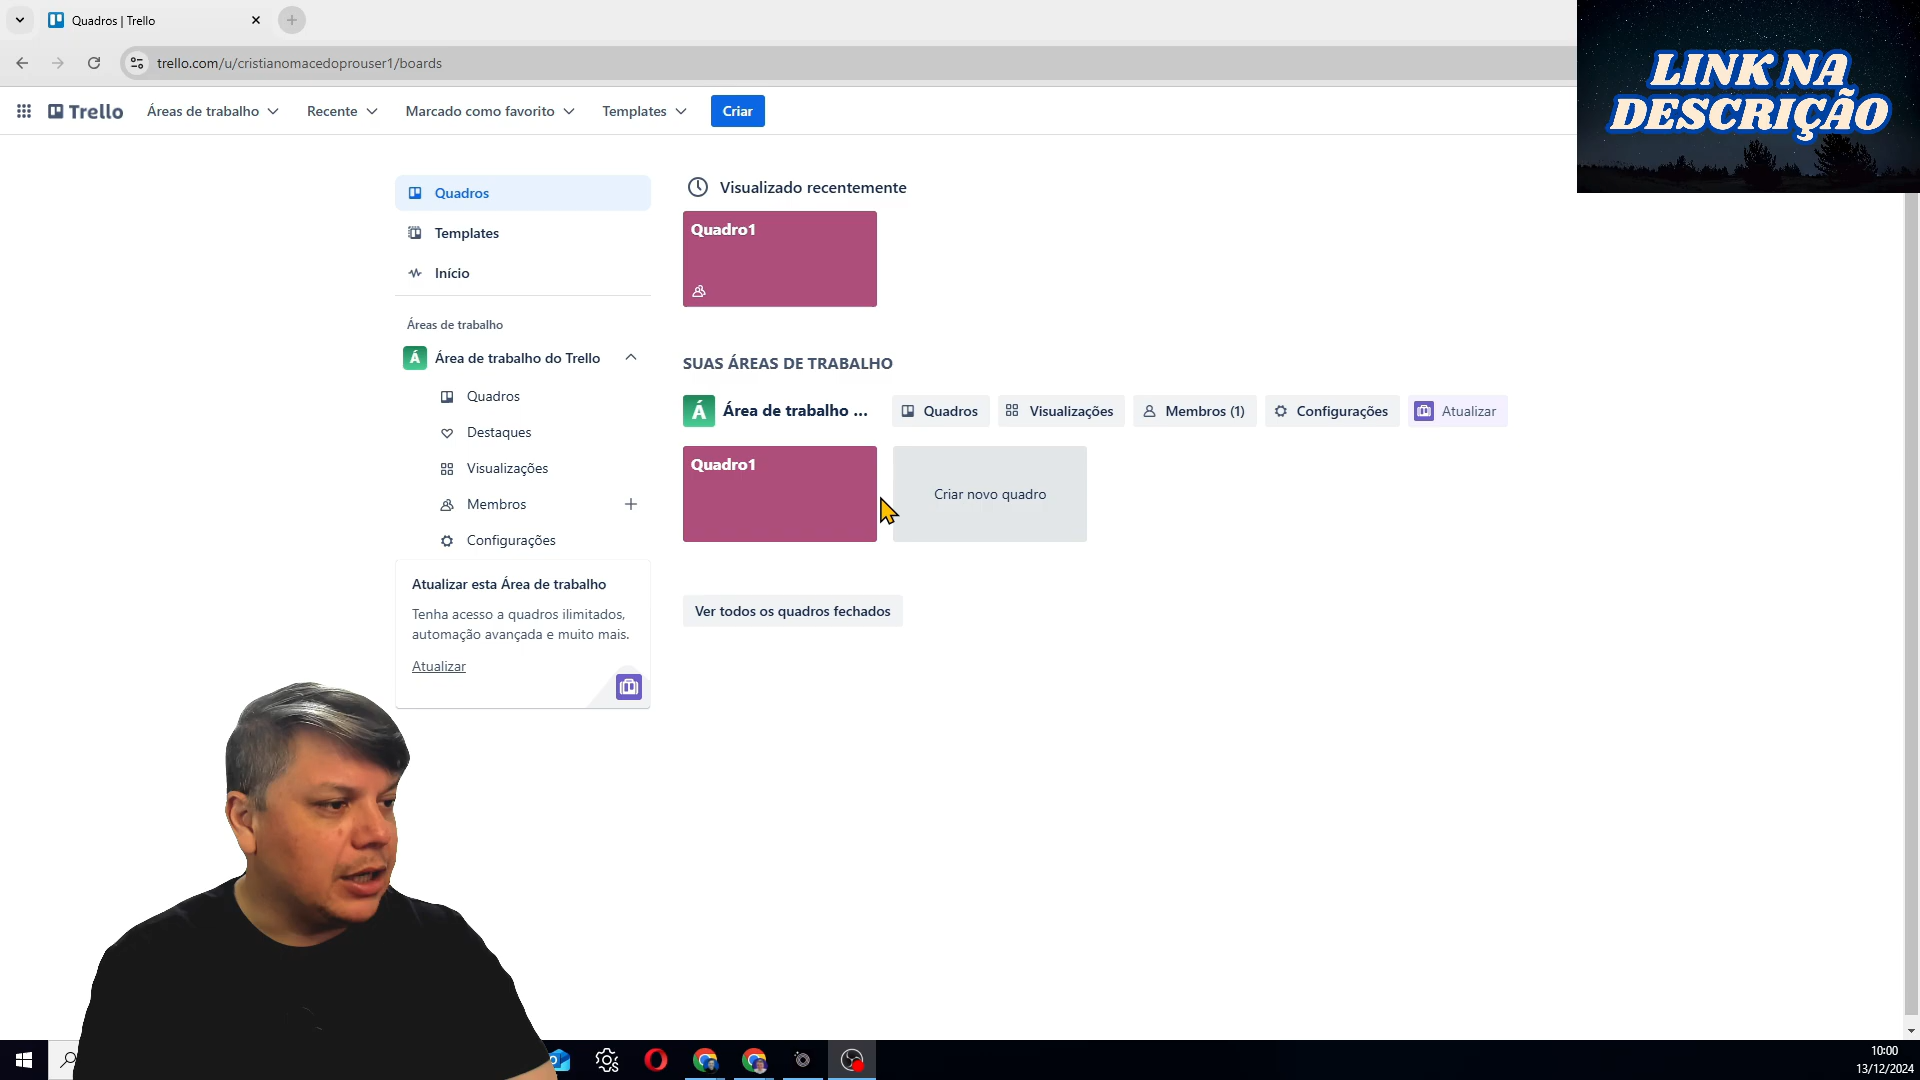 Quadros | Trello
trello.com/u/cristianomacedoprouser1/boards
Trello
Áreas de trabalho
Recente
Marcado como favorito
Templates
Criar
LINK NA
DESCRIÇÃO
Quadros
Templates
Início
Áreas de trabalho
Á
Área de trabalho do Trello
Quadros
Destaques
Visualizações
Membros
Configurações
Atualizar esta Área de trabalho
Tenha acesso a quadros ilimitados,
automação avançada e muito mais.
Atualizar
Visualizado recentemente
Quadro1
SUAS ÁREAS DE TRABALHO
Á
Área de trabalho ...
Quadros
Visualizações
Membros (1)
Configurações
Atualizar
Quadro1
Criar novo quadro
Ver todos os quadros fechados
10:00
13/12/2024